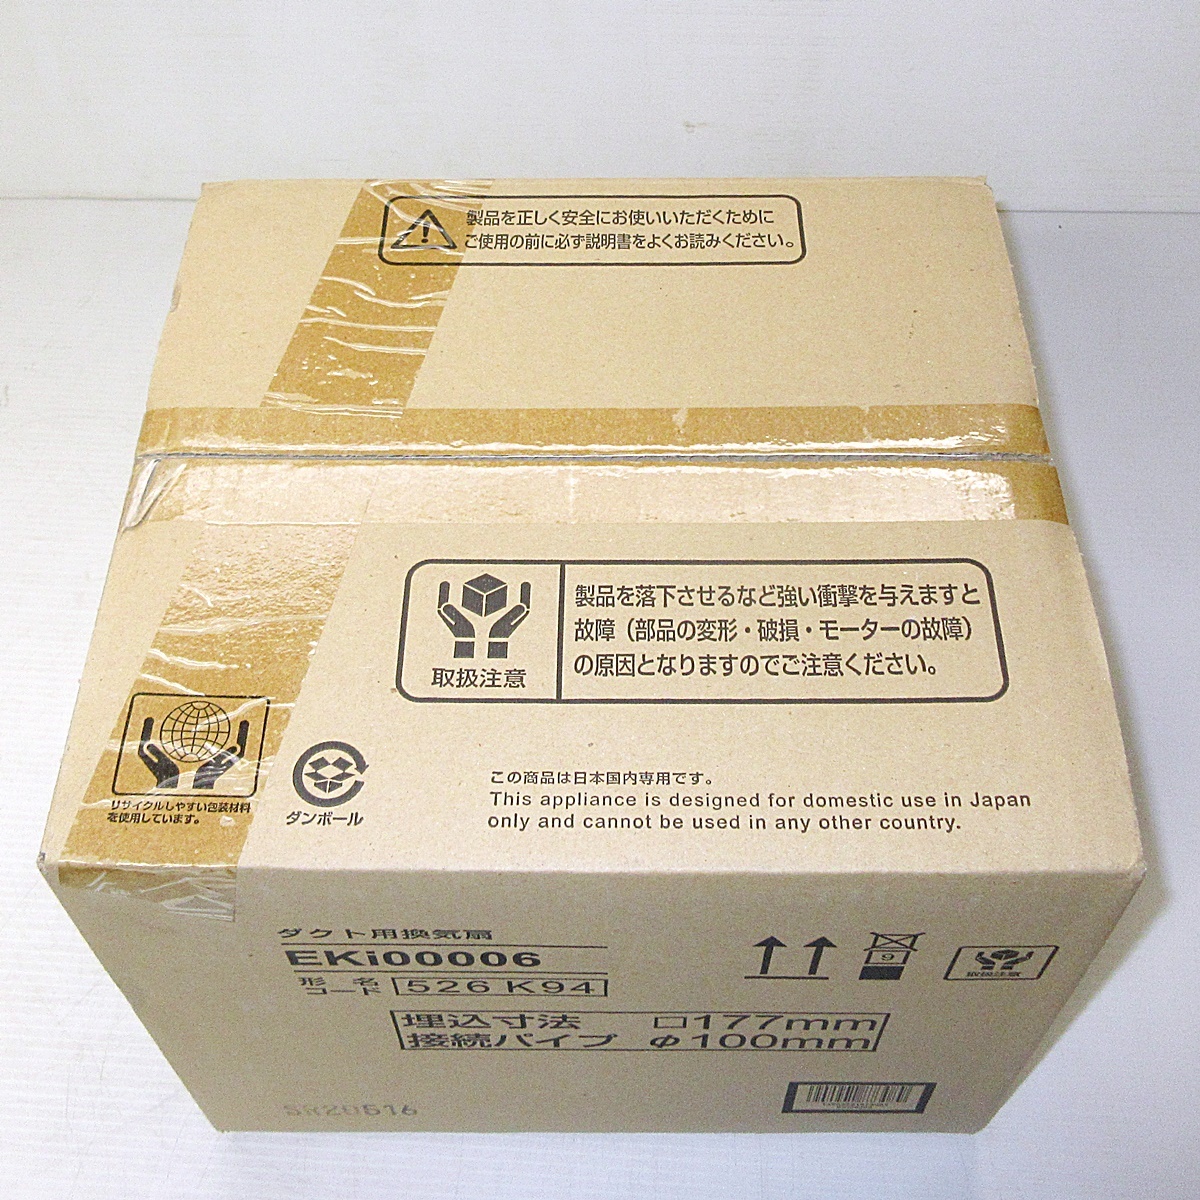 製品を正しく安全にお使いいただくために
ご使用の前に必ず説明書をよくお読みください。
取扱注意
製品を落下させるなど強い衝撃を与えますと
故障（部品の変形・破損・モーターの故障）
の原因となりますのでご注意ください。
リサイクルしやすい包装材料
を使用しています。
ダンボール
この商品は日本国内専用です。
This appliance is designed for domestic use in Japan
only and cannot be used in any other country.
ダクト用換気扇
EKi00006
形名
コード 526 K94
9
取扱注意
埋込寸法 □177mm
接続パイプ φ100mm